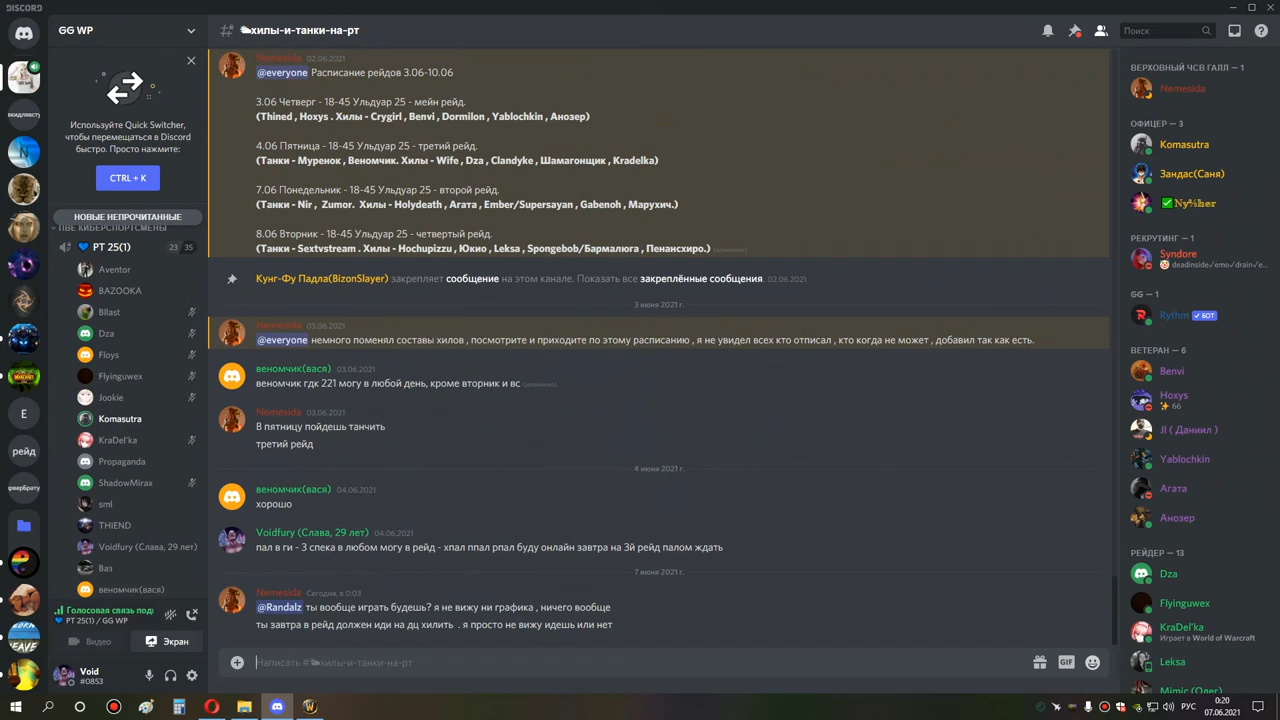 DISCORD
GG WP
#хилы-и-танки-на-рт
Поиск
Используйте Quick Switcher,
чтобы перемещаться в Discord
быстро. Просто нажмите:
CTRL + K
НОВЫЕ НЕПРОЧИТАННЫЕ
ПВЕ КИБЕРСПОРТСМЕНЫ
РТ 25(1)
23 35
Aventor
BAZOOKA
Bllast
Dza
Floys
Flyinguwex
Jookie
Komasutra
KraDel'ka
Propaganda
ShadowMirax
sml
THIEND
Voidfury (Слава, 29 лет)
Ваз
веномчик(вася)
E
рейд
Голосовая связь под
РТ 25(1) / GG WP
Видео
Экран
Void
#0853
Nemesida 02.06.2021
@everyone Расписание рейдов 3.06-10.06
3.06 Четверг - 18-45 Ульдуар 25 - мейн рейд.
(Thined , Hoxys . Хилы - Crygirl , Benvi , Dormilon , Yablochkin , Анозер)
4.06 Пятница - 18-45 Ульдуар 25 - третий рейд.
(Танки - Муренок , Веномчик. Хилы - Wife , Dza , Clandyke , Шамагонщик , Kradelka)
7.06 Понедельник - 18-45 Ульдуар 25 - второй рейд.
(Танки - Nir , Zumor. Хилы - Holydeath , Агата , Ember/Supersayan , Gabenoh , Марухич.)
8.06 Вторник - 18-45 Ульдуар 25 - четвертый рейд.
(Танки - Sextvstream . Хилы - Hochupizzu , Юкио , Leksa , Spongebob/Бармалюга , Пенансхиро.) (изменено)
Кунг-Фу Падла(BizonSlayer) закрепляет сообщение на этом канале. Показать все закреплённые сообщения. 02.06.2021
3 июня 2021 г.
Nemesida 03.06.2021
@everyone немного поменял составы хилов , посмотрите и приходите по этому расписанию , я не увидел всех кто отписал , кто когда не может , добавил так как есть.
веномчик(вася) 03.06.2021
веномчик гдк 221 могу в любой день, кроме вторник и вс (изменено)
Nemesida 03.06.2021
В пятницу пойдешь танчить
третий рейд
4 июня 2021 г.
веномчик(вася) 04.06.2021
хорошо
Voidfury (Слава, 29 лет) 04.06.2021
пал в ги - 3 спека в любом могу в рейд - хпал ппал рпал буду онлайн завтра на 3й рейд палом ждать
7 июня 2021 г.
Nemesida Сегодня, в 0:03
@Randalz ты вообще играть будешь? я не вижу ни графика , ничего вообще
ты завтра в рейд должен иди на дц хилить . я просто не вижу идешь или нет
Написать #хилы-и-танки-на-рт
GIF
ВЕРХОВНЫЙ ЧСВ ГАЛЛ — 1
Nemesida
ОФИЦЕР — 3
Komasutra
Зандас(Саня)
РЕКРУТИНГ — 1
Syndore
deadinside√emo√drain√e...
GG — 1
Rythm БОТ
ВЕТЕРАН — 6
Benvi
Hoxys
66
Jl ( Даниил )
Yablochkin
Агата
Анозер
РЕЙДЕР — 13
Dza
Flyinguwex
KraDel'ka
Играет в World of Warcraft
Leksa
Mimic (Олег)
РУС
0:20
07.06.2021